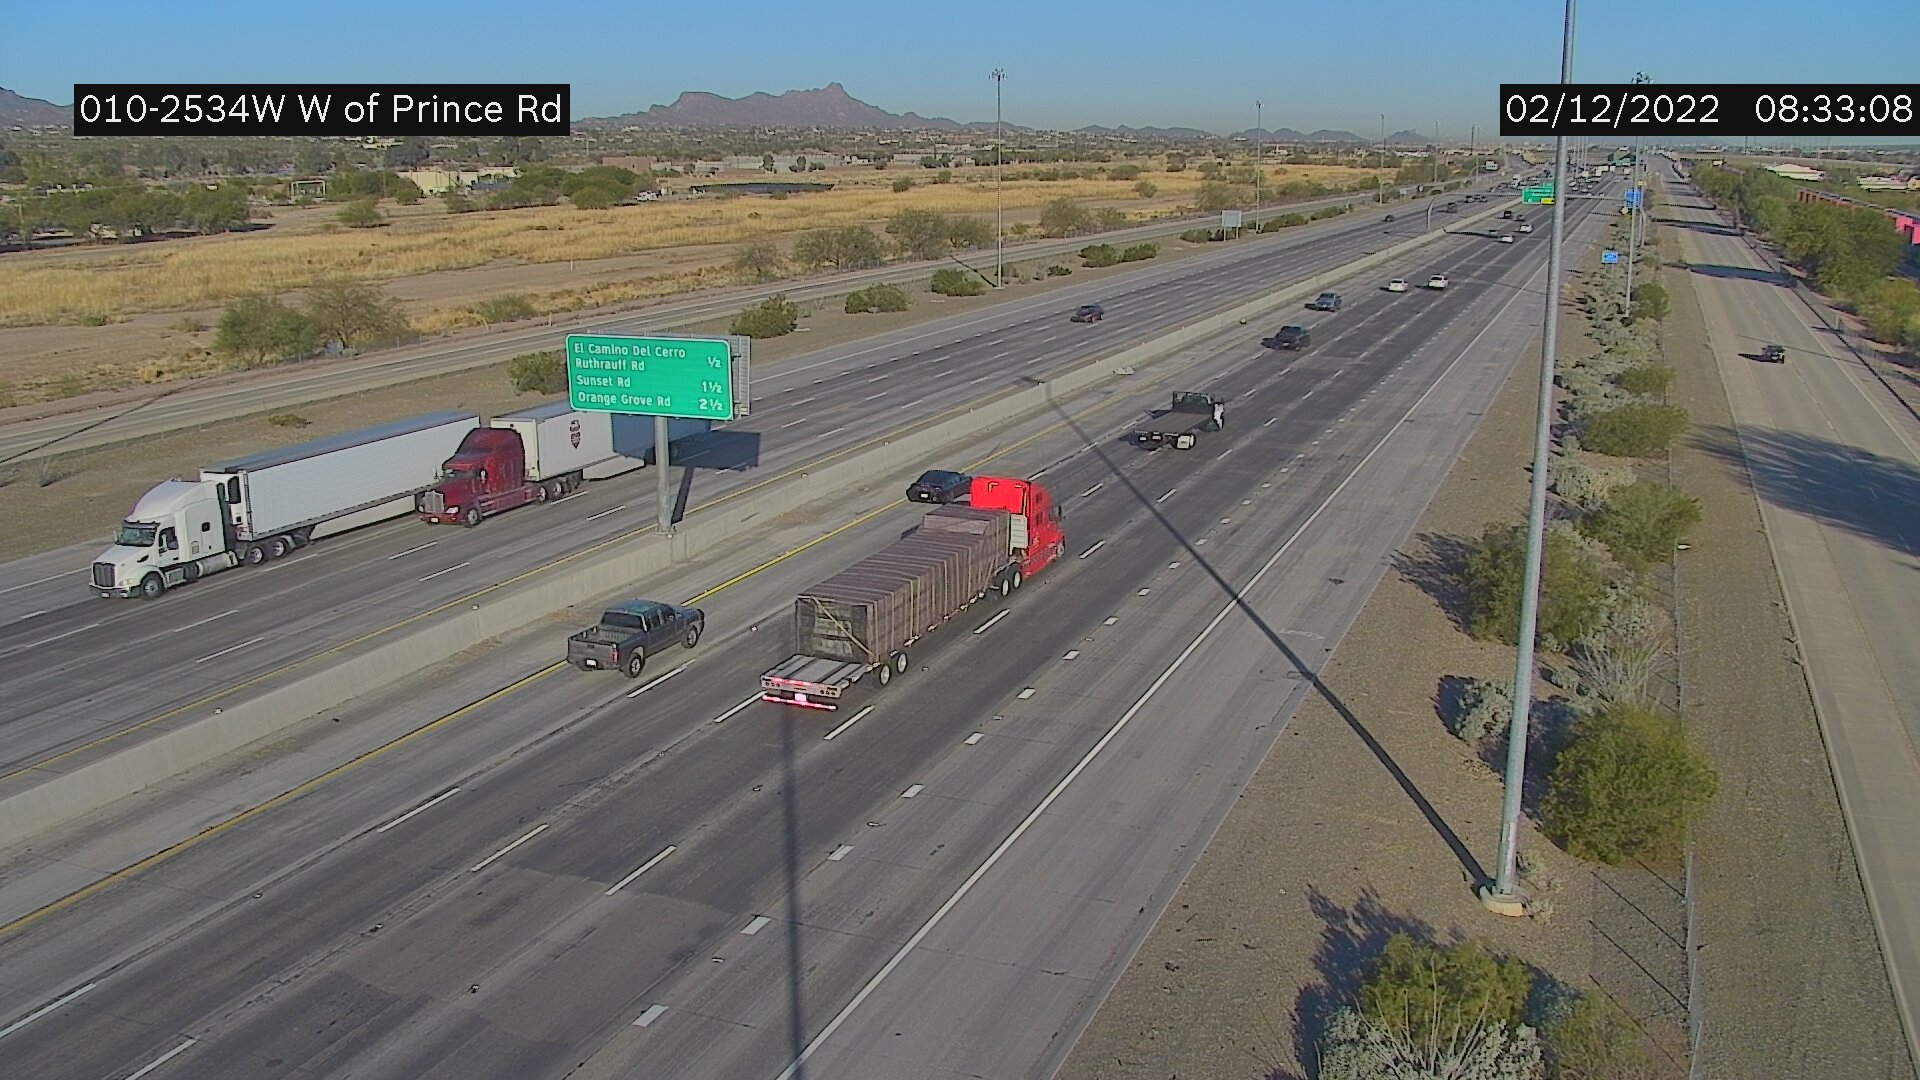 010-2534W W of Prince Rd
02/12/2022 08:33:08
El Camino Del Cerro
Ruthrauff Rd ½
Sunset Rd 1½
Orange Grove Rd 2½